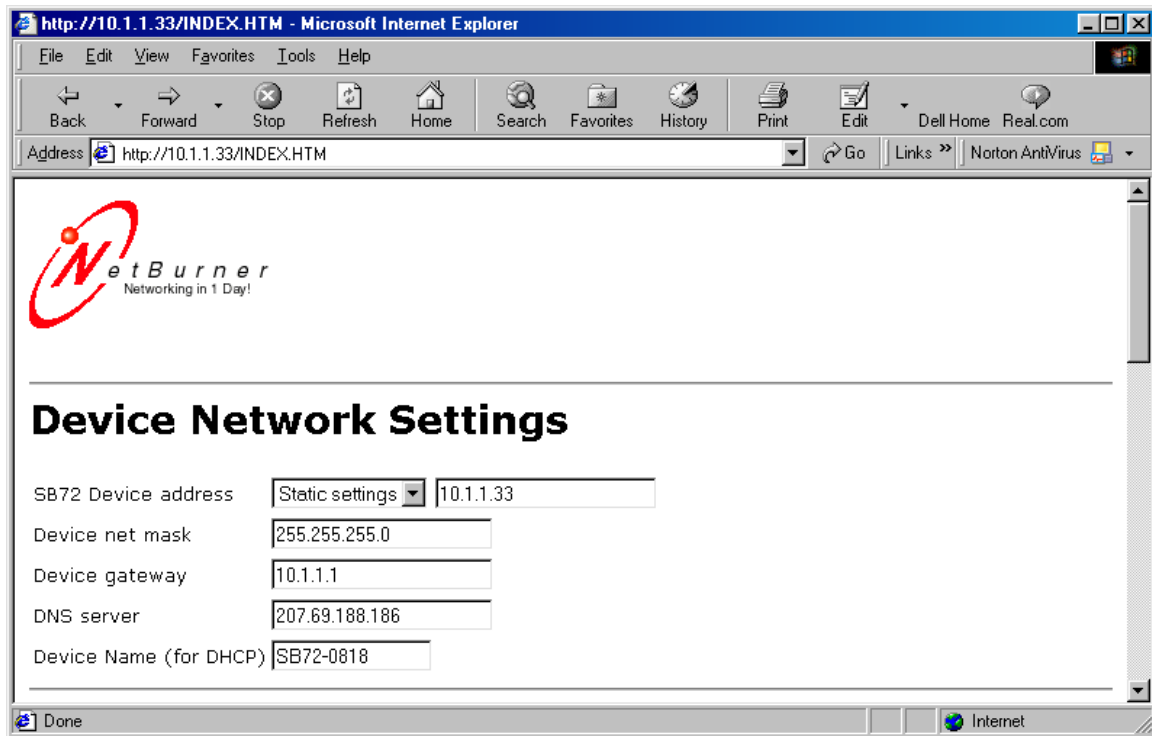 http://10.1.1.33/INDEX.HTM - Microsoft Internet Explorer
File Edit View Favorites Tools Help
Back Forward Stop Refresh Home Search Favorites History Print Edit Dell Home Real.com
Address http://10.1.1.33/INDEX.HTM Go Links » Norton AntiVirus
NetBurner
Networking in 1 Day!
Device Network Settings
SB72 Device address Static settings 10.1.1.33
Device net mask 255.255.255.0
Device gateway 10.1.1.1
DNS server 207.69.188.186
Device Name (for DHCP) SB72-0818
Done Internet